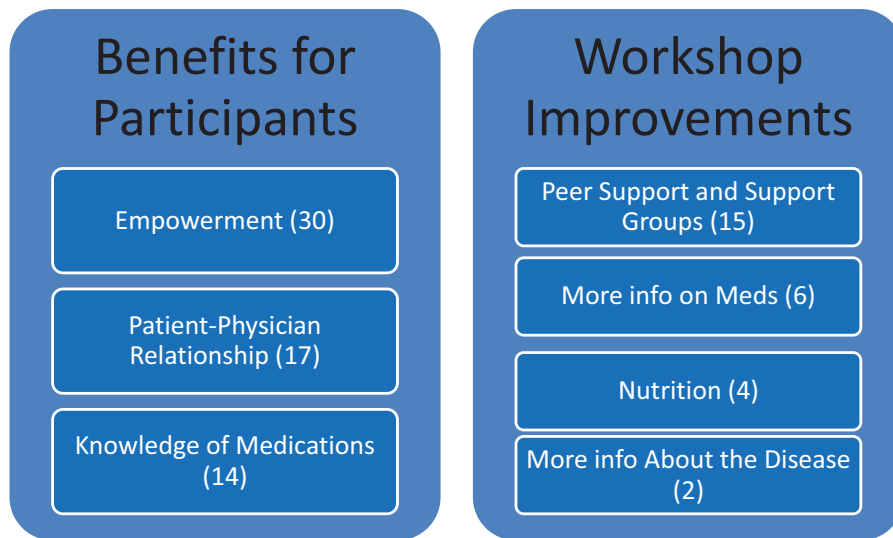 Benefits for
Participants
Empowerment (30)
Patient-Physician
Relationship (17)
Knowledge of Medications
(14)
Workshop
Improvements
Peer Support and Support
Groups (15)
More info on Meds (6)
Nutrition (4)
More info About the Disease
(2)